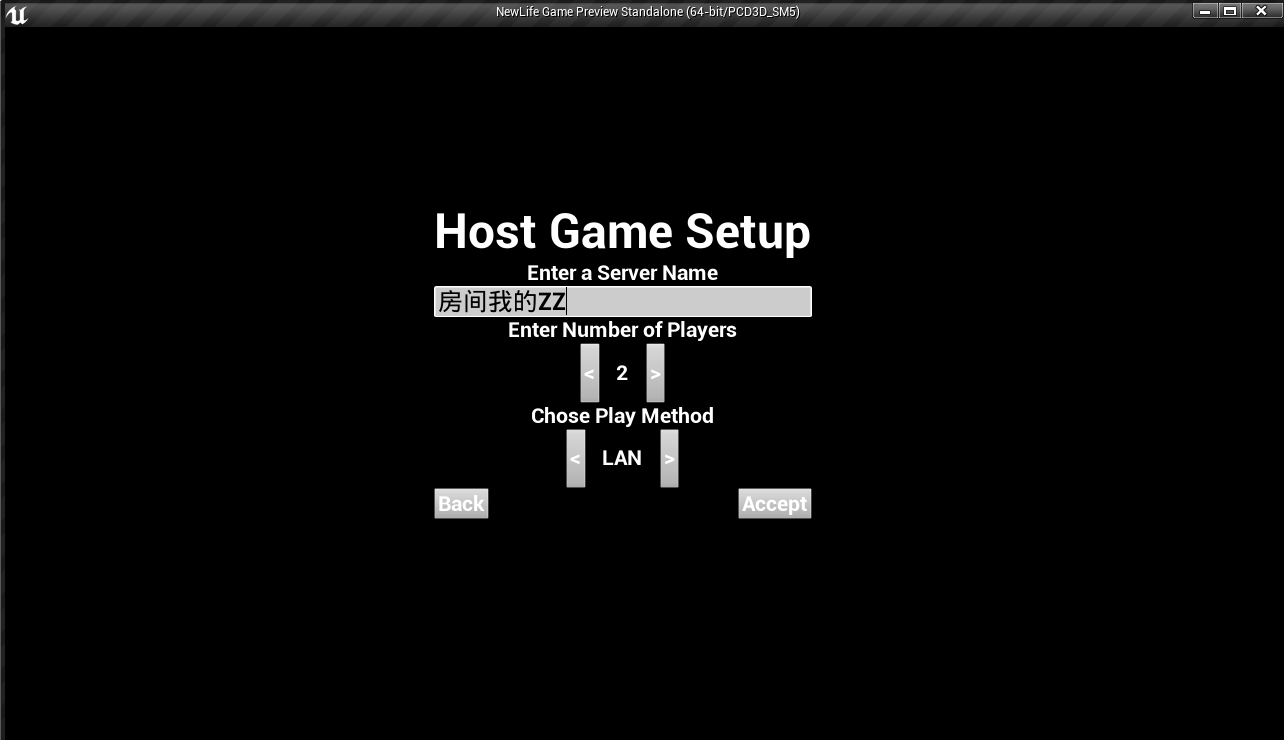 NewLife Game Preview Standalone (64-bit/PCD3D_SM5)
Host Game Setup
Enter a Server Name
房间我的ZZ
Enter Number of Players
< 2 >
Chose Play Method
< LAN >
Back Accept